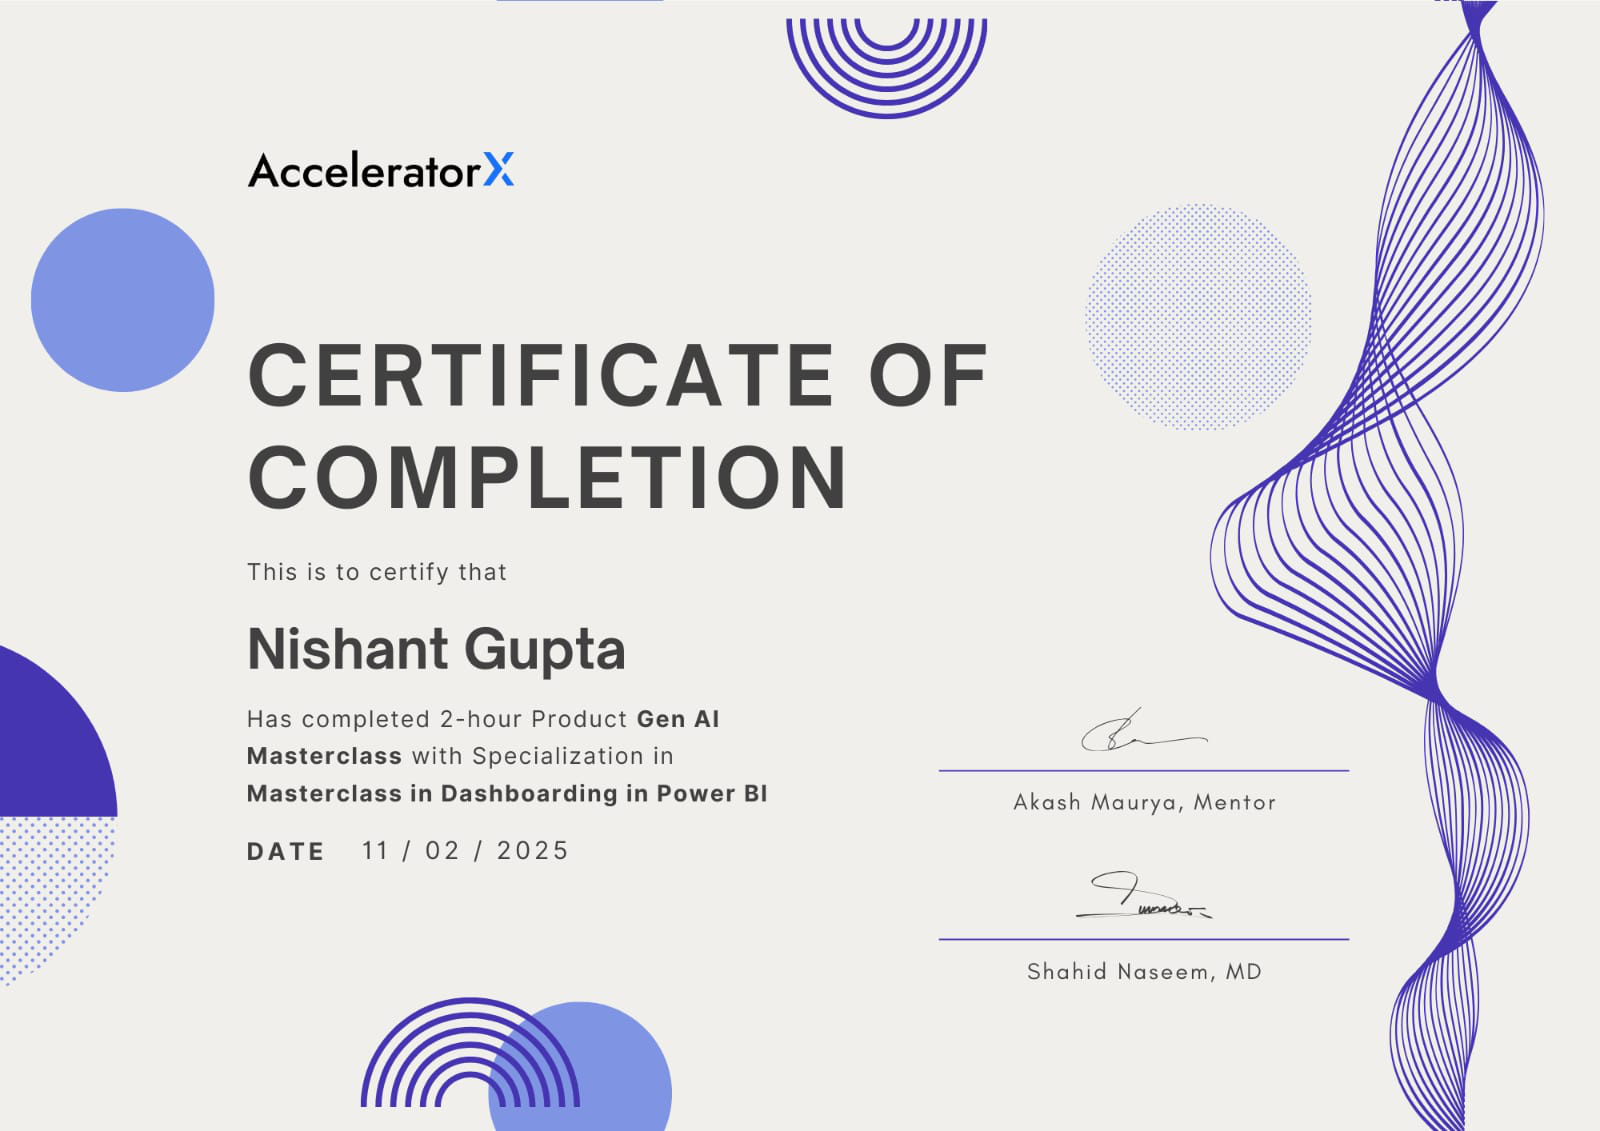 AcceleratorX
CERTIFICATE OF
COMPLETION
This is to certify that
Nishant Gupta
Has completed 2-hour Product Gen AI
Masterclass with Specialization in
Masterclass in Dashboarding in Power BI
DATE 11 / 02 / 2025
Akash Maurya, Mentor
Shahid Naseem, MD